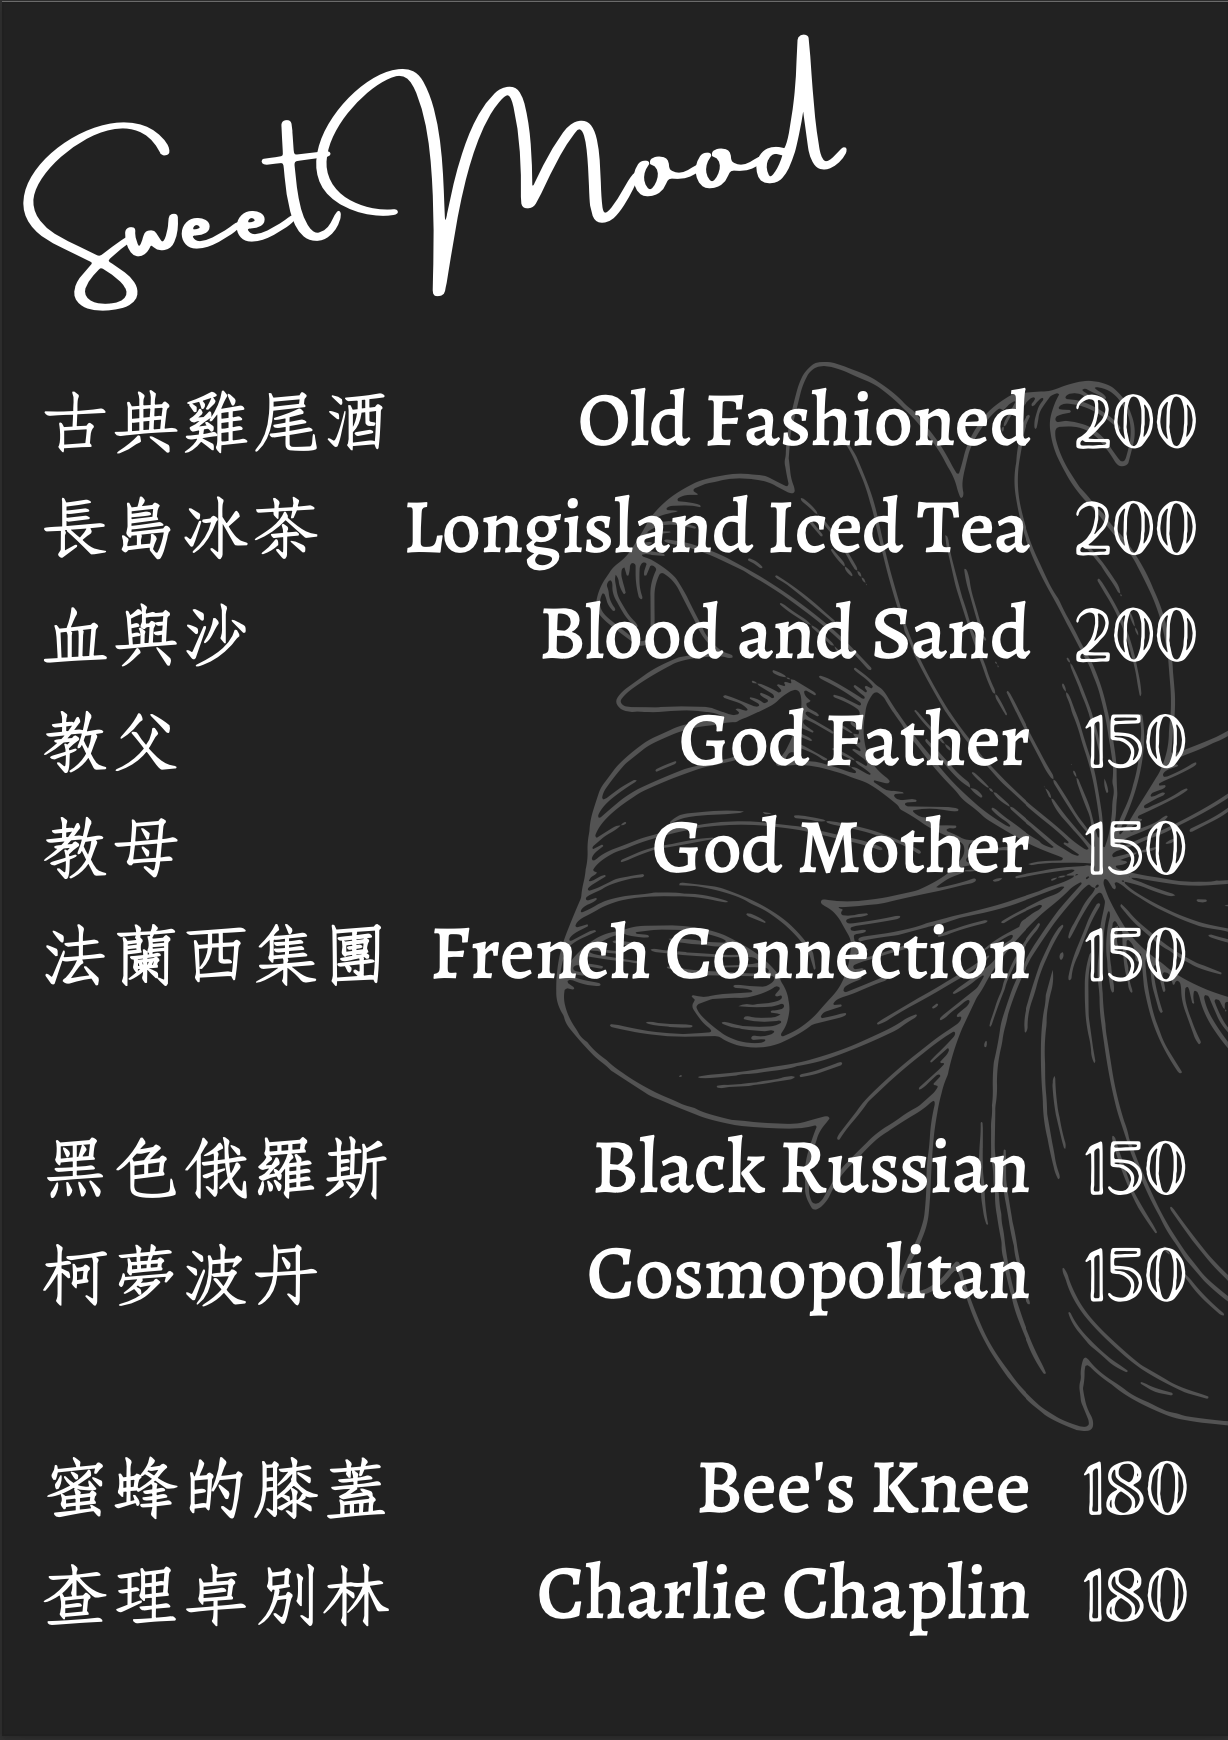 Sweet Mood
古典雞尾酒 Old Fashioned 200
長島冰茶 Longisland Iced Tea 200
血與沙 Blood and Sand 200
教父 God Father 150
教母 God Mother 150
法蘭西集團 French Connection 150
黑色俄羅斯 Black Russian 150
柯夢波丹 Cosmopolitan 150
蜜蜂的膝蓋 Bee's Knee 180
查理卓別林 Charlie Chaplin 180